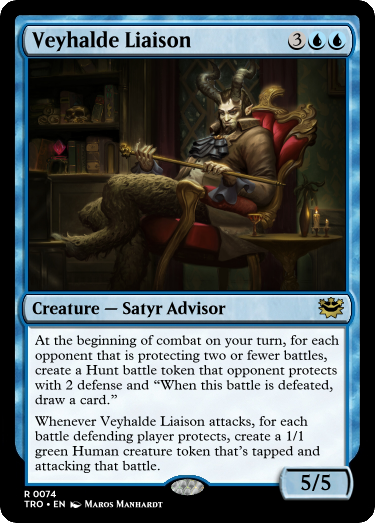 Veyhalde Liaison 3
Creature — Satyr Advisor
At the beginning of combat on your turn, for each
opponent that is protecting two or fewer battles,
create a Hunt battle token that opponent protects
with 2 defense and “When this battle is defeated,
draw a card.”
Whenever Veyhalde Liaison attacks, for each
battle defending player protects, create a 1/1
green Human creature token that’s tapped and
attacking that battle.
5/5
R 0074
TRO • EN Maros Manhardt